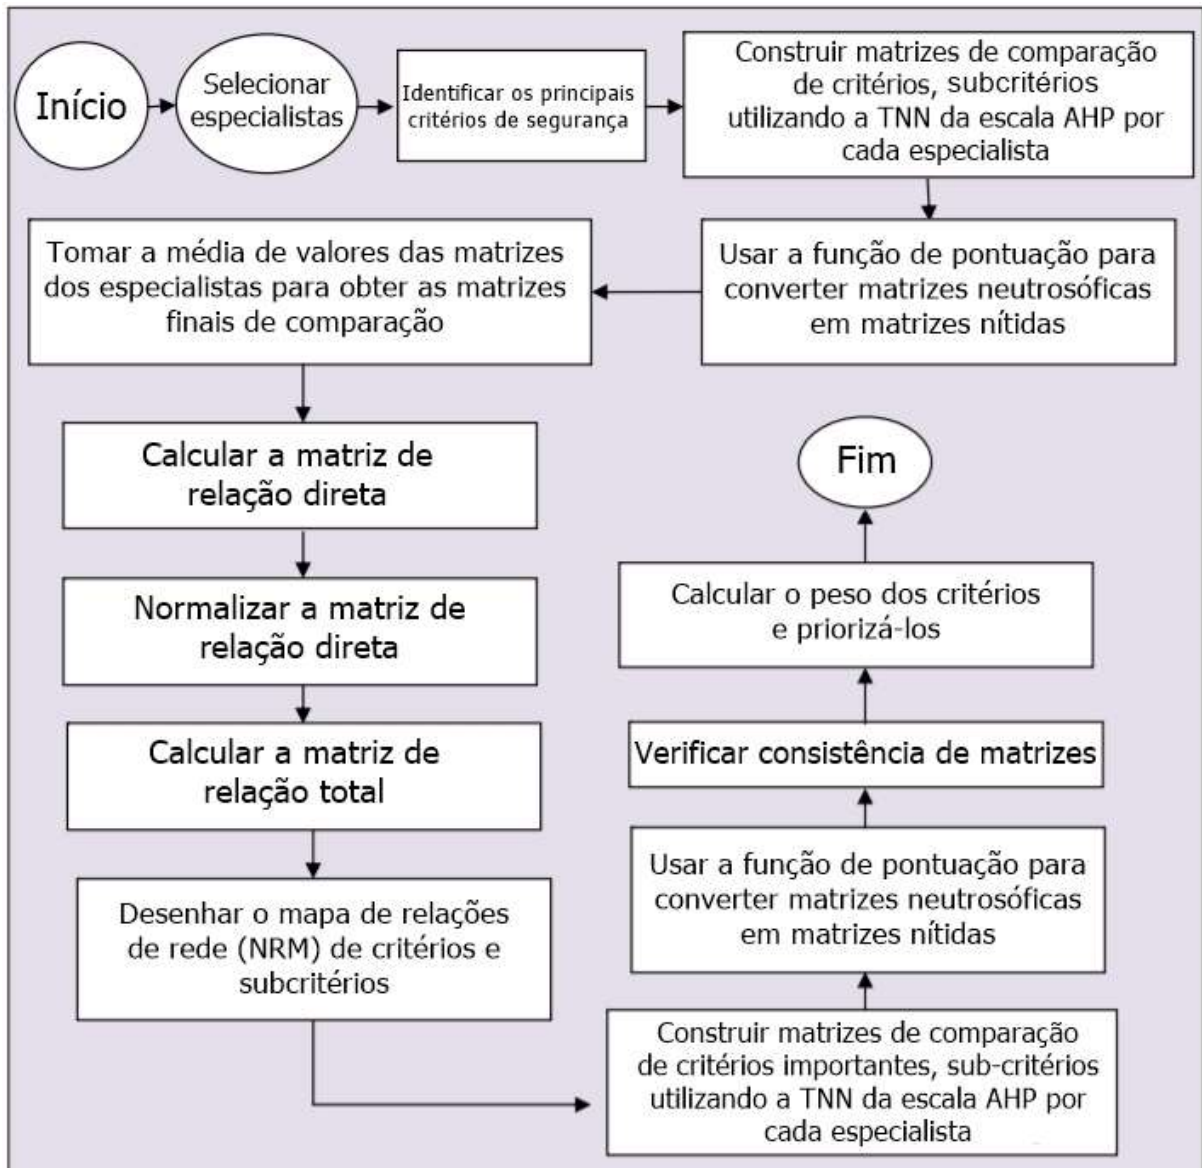 Início
Selecionar
especialistas
Identificar os principais
critérios de segurança
Construir matrizes de comparação
de critérios, subcritérios
utilizando a TNN da escala AHP por
cada especialista
Usar a função de pontuação para
converter matrizes neutrosóficas
em matrizes nítidas
Tomar a média de valores das matrizes
dos especialistas para obter as matrizes
finais de comparação
Calcular a matriz de
relação direta
Normalizar a matriz de
relação direta
Calcular a matriz de
relação total
Desenhar o mapa de relações
de rede (NRM) de critérios e
subcritérios
Construir matrizes de comparação
de critérios importantes, sub-critérios
utilizando a TNN da escala AHP por
cada especialista
Usar a função de pontuação para
converter matrizes neutrosóficas
em matrizes nítidas
Verificar consistência de matrizes
Calcular o peso dos critérios
e priorizá-los
Fim